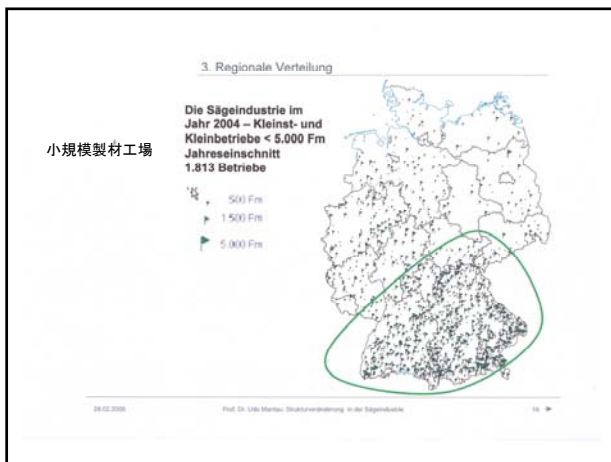 3. Regionale Verteilung
Die Sägeindustrie im
Jahr 2004 – Kleinst- und
Kleinbetriebe < 5.000 Fm
Jahreseinschnitt
1.813 Betriebe
小規模製材工場
500 Fm
1.500 Fm
5.000 Fm
Prof. Dr. Udo Mantau: Strukturveränderung in der Sägeindustrie